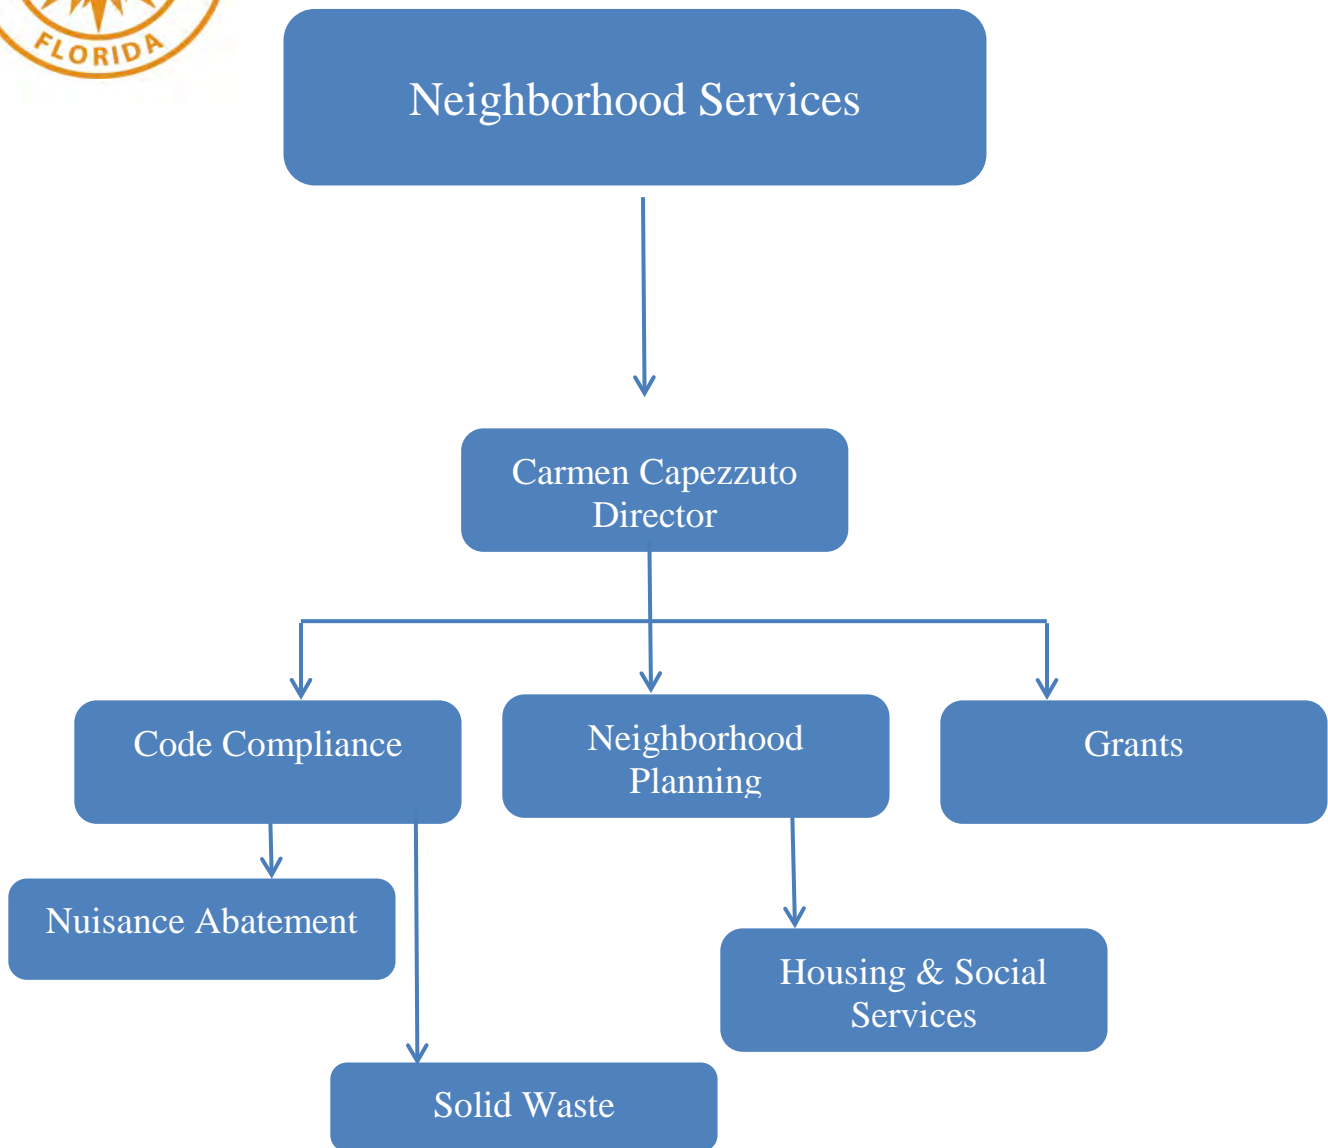 FLORIDA
Neighborhood Services
Carmen Capezzuto
Director
Code Compliance
Neighborhood
Planning
Grants
Nuisance Abatement
Housing & Social
Services
Solid Waste